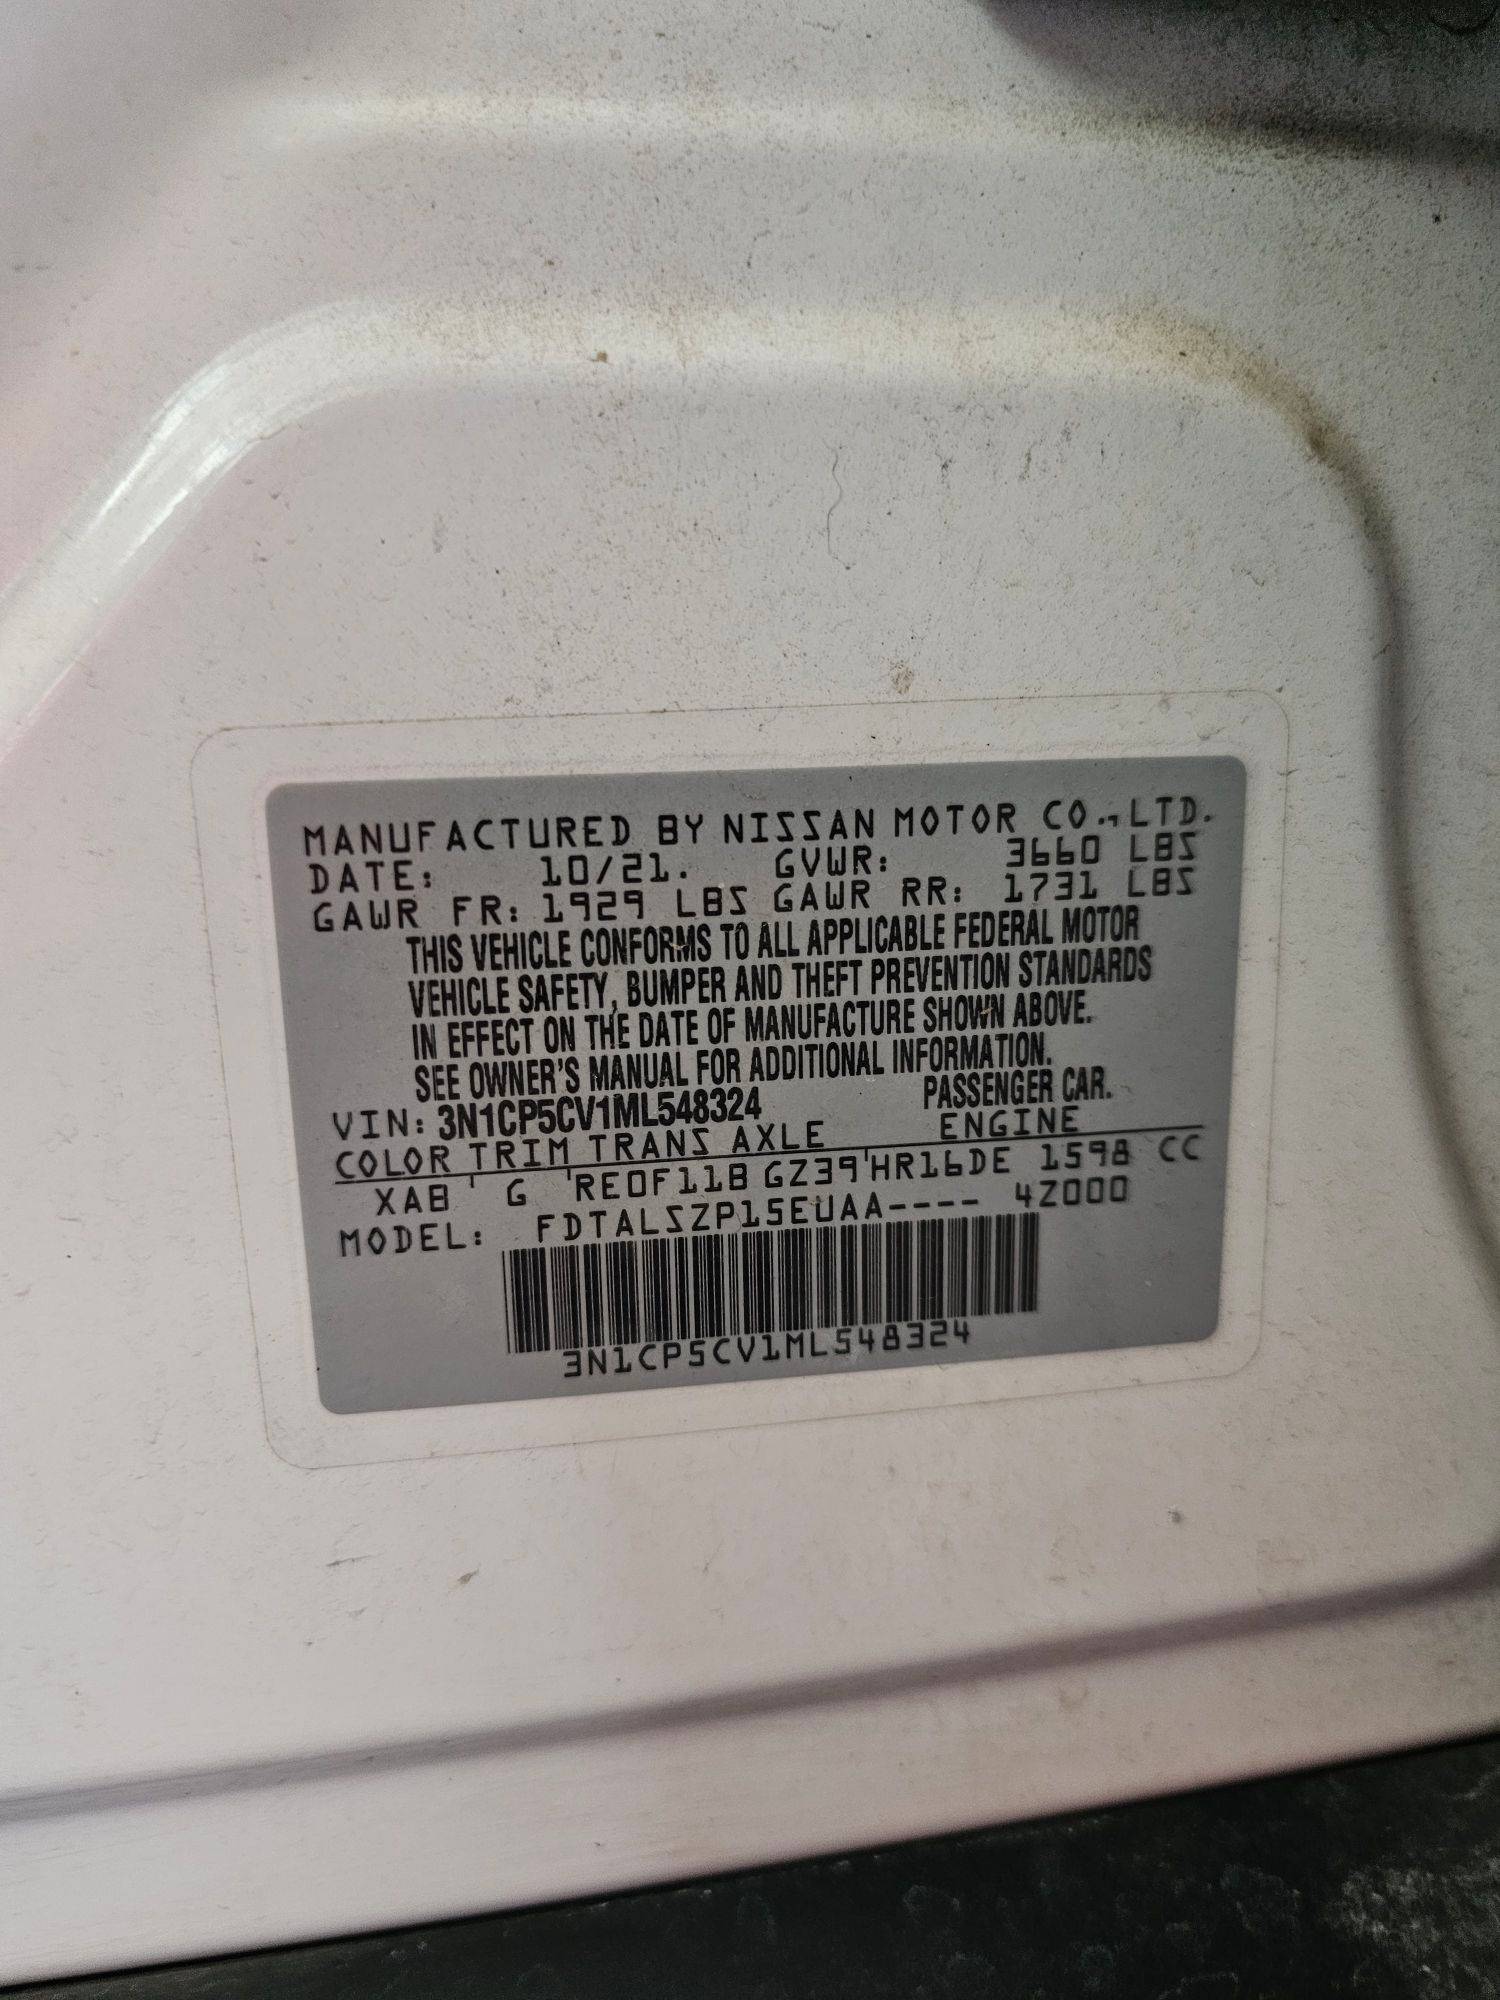 MANUFACTURED BY NISSAN MOTOR CO., LTD.
DATE: 10/21. GVWR: 3660 LBS
GAWR FR: 1929 LBS GAWR RR: 1731 LBS
THIS VEHICLE CONFORMS TO ALL APPLICABLE FEDERAL MOTOR
VEHICLE SAFETY, BUMPER AND THEFT PREVENTION STANDARDS
IN EFFECT ON THE DATE OF MANUFACTURE SHOWN ABOVE.
SEE OWNER'S MANUAL FOR ADDITIONAL INFORMATION.
VIN: 3N1CP5CV1ML548324 PASSENGER CAR.
COLOR TRIM TRANS AXLE ENGINE
XAB ' G 'RE0F11B GZ39'HR16DE 1598 CC
MODEL: FDTALSZP15EUAA---- 4Z000
3N1CP5CV1ML548324